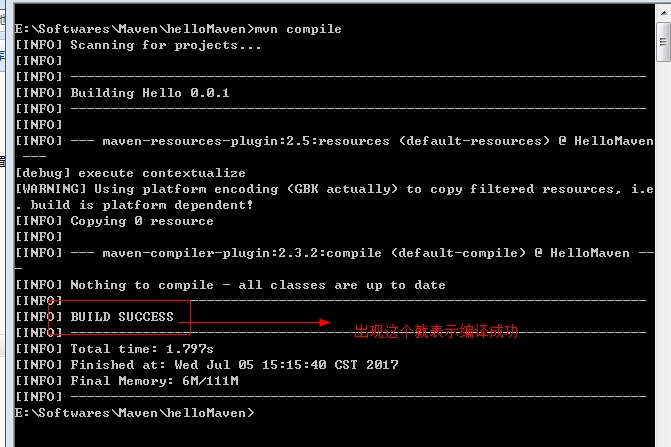 E:\Softwares\Maven\helloMaven>mvn compile
[INFO] Scanning for projects...
[INFO]
[INFO] ------------------------------------------------------------------------
[INFO] Building Hello 0.0.1
[INFO] ------------------------------------------------------------------------
[INFO]
[INFO] --- maven-resources-plugin:2.5:resources (default-resources) @ HelloMaven
 ---
[debug] execute contextualize
[WARNING] Using platform encoding (GBK actually) to copy filtered resources, i.e
. build is platform dependent!
[INFO] Copying 0 resource
[INFO]
[INFO] --- maven-compiler-plugin:2.3.2:compile (default-compile) @ HelloMaven --
-
[INFO] Nothing to compile - all classes are up to date
[INFO] ------------------------------------------------------------------------
[INFO] BUILD SUCCESS
[INFO] ------------------------------------------------------------------------
出现这个就表示编译成功
[INFO] Total time: 1.797s
[INFO] Finished at: Wed Jul 05 15:15:40 CST 2017
[INFO] Final Memory: 6M/111M
[INFO] ------------------------------------------------------------------------
E:\Softwares\Maven\helloMaven>